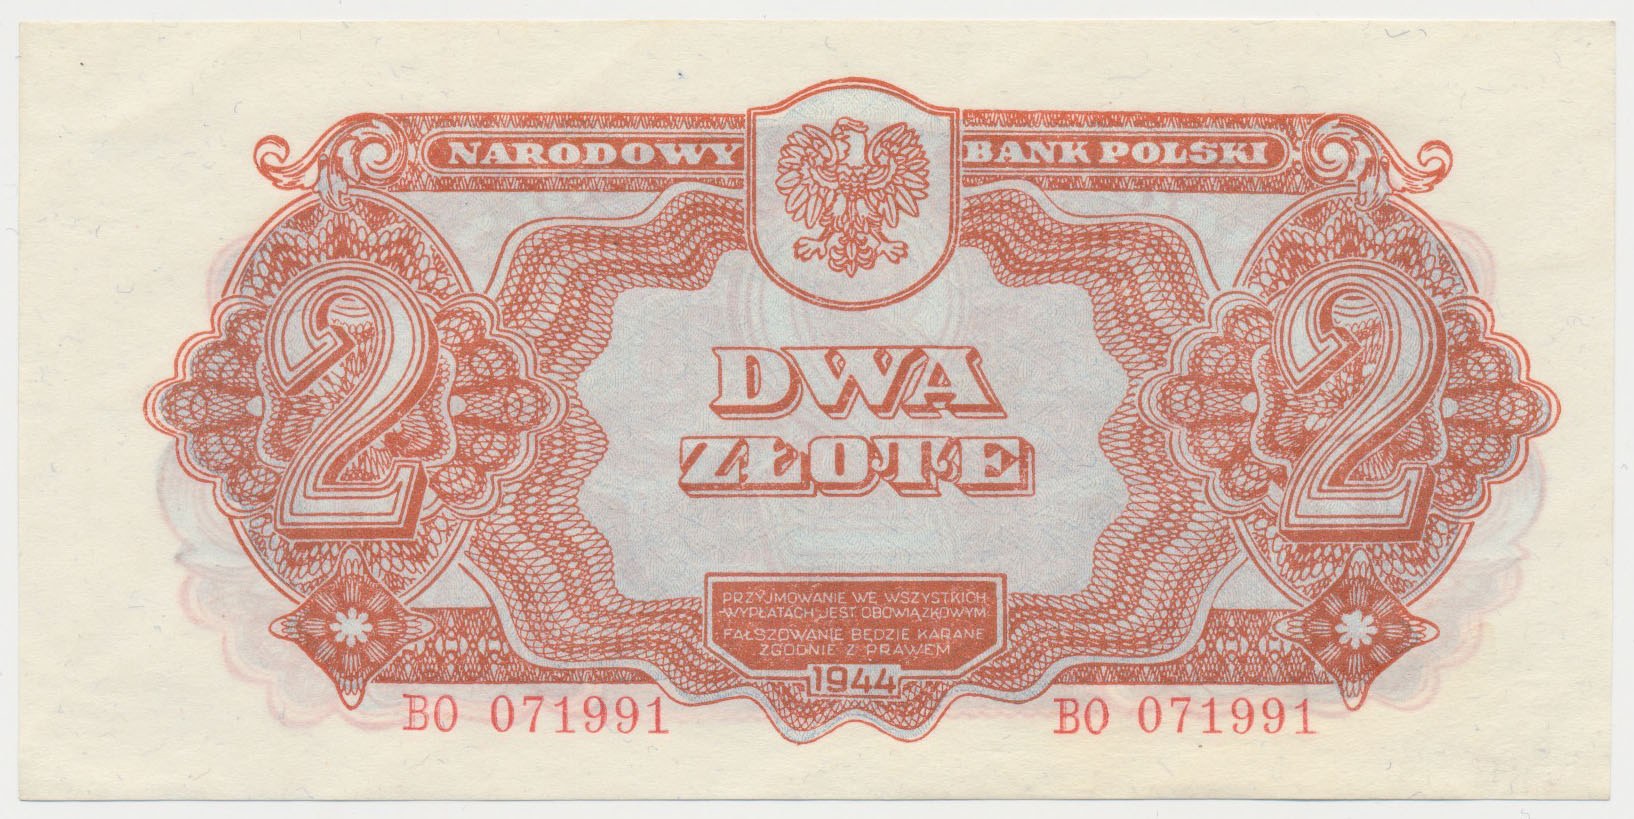 NARODOWY BANK POLSKI
2 2
DWA
ZŁOTE
PRZYJMOWANIE WE WSZYSTKICH
WYPŁATACH JEST OBOWIĄZKOWYM
FAŁSZOWANIE BĘDZIE KARANE
ZGODNIE Z PRAWEM
1944
BO 071991 BO 071991